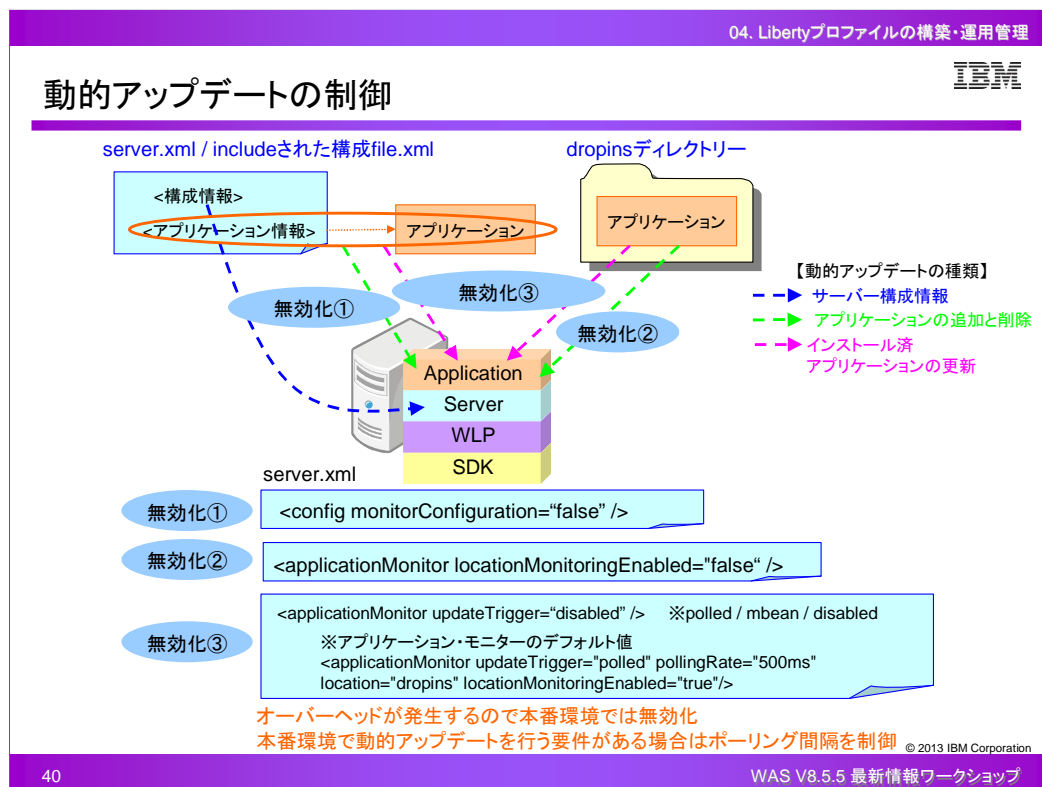 04. Libertyプロファイルの構築・運用管理
IBM
動的アップデートの制御
server.xml / includeされた構成file.xml
dropinsディレクトリー
<構成情報>
<アプリケーション情報>
アプリケーション
アプリケーション
無効化①
無効化③
無効化②
【動的アップデートの種類】
サーバー構成情報
アプリケーションの追加と削除
インストール済
アプリケーションの更新
Application
Server
WLP
SDK
server.xml
無効化①
<config monitorConfiguration=“false” />
無効化②
<applicationMonitor locationMonitoringEnabled="false“ />
無効化③
<applicationMonitor updateTrigger=“disabled” /> ※polled / mbean / disabled
※アプリケーション・モニターのデフォルト値
<applicationMonitor updateTrigger="polled" pollingRate="500ms"
location="dropins" locationMonitoringEnabled="true"/>
オーバーヘッドが発生するので本番環境では無効化
本番環境で動的アップデートを行う要件がある場合はポーリング間隔を制御
© 2013 IBM Corporation
40
WAS V8.5.5 最新情報ワークショップ